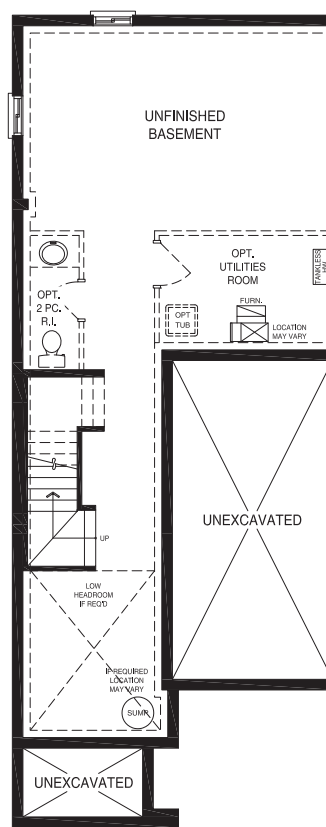 UNFINISHED
BASEMENT
OPT.
UTILITIES
ROOM
TANKLESS
HW
OPT.
2 PC.
R.I.
FURN.
OPT
TUB
LOCATION
MAY VARY
UNEXCAVATED
UP
LOW
HEADROOM
IF REQ'D
IF REQUIRED
LOCATION
MAY VARY
SUMP
UNEXCAVATED